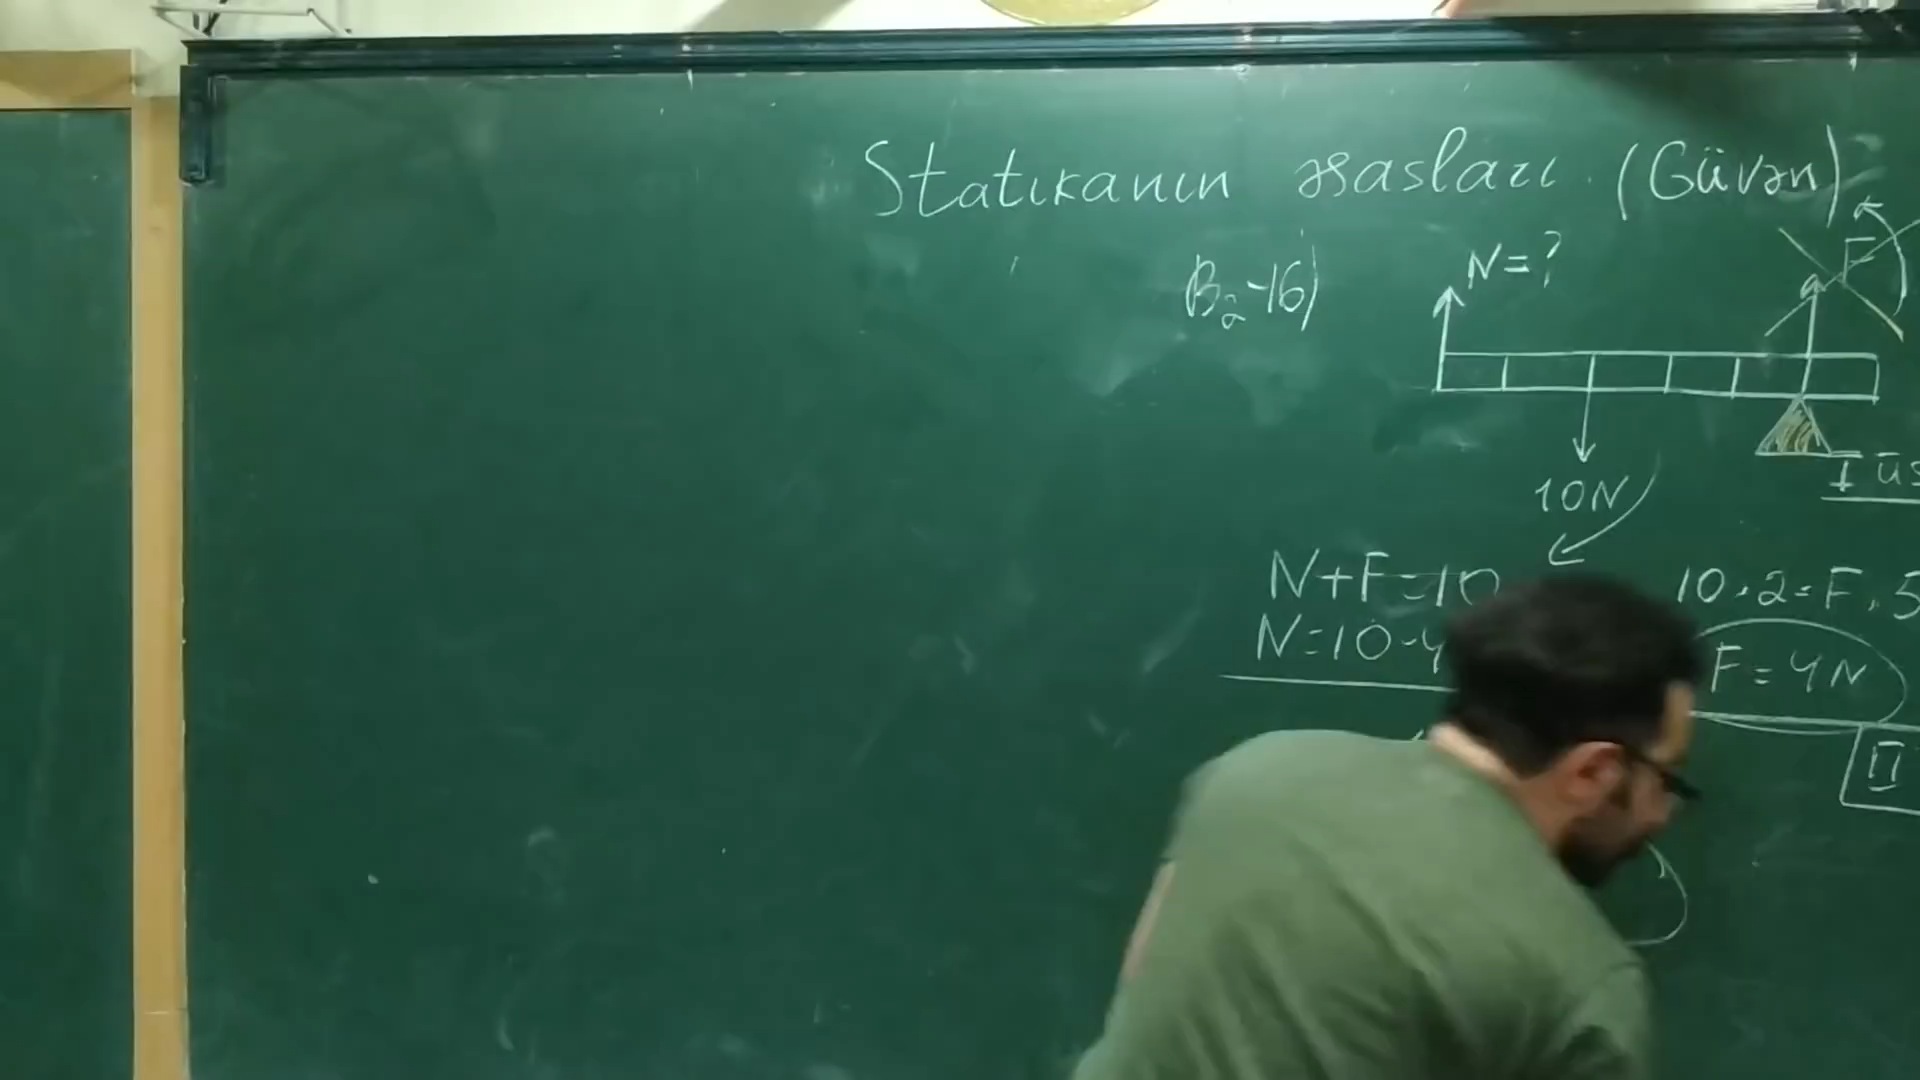 Statikanın əsasları. (Güvən)
B₂-16)
N=?
F
10N
I üs
N+F=10
10·2=F·5
N=10-4
F=4N
II